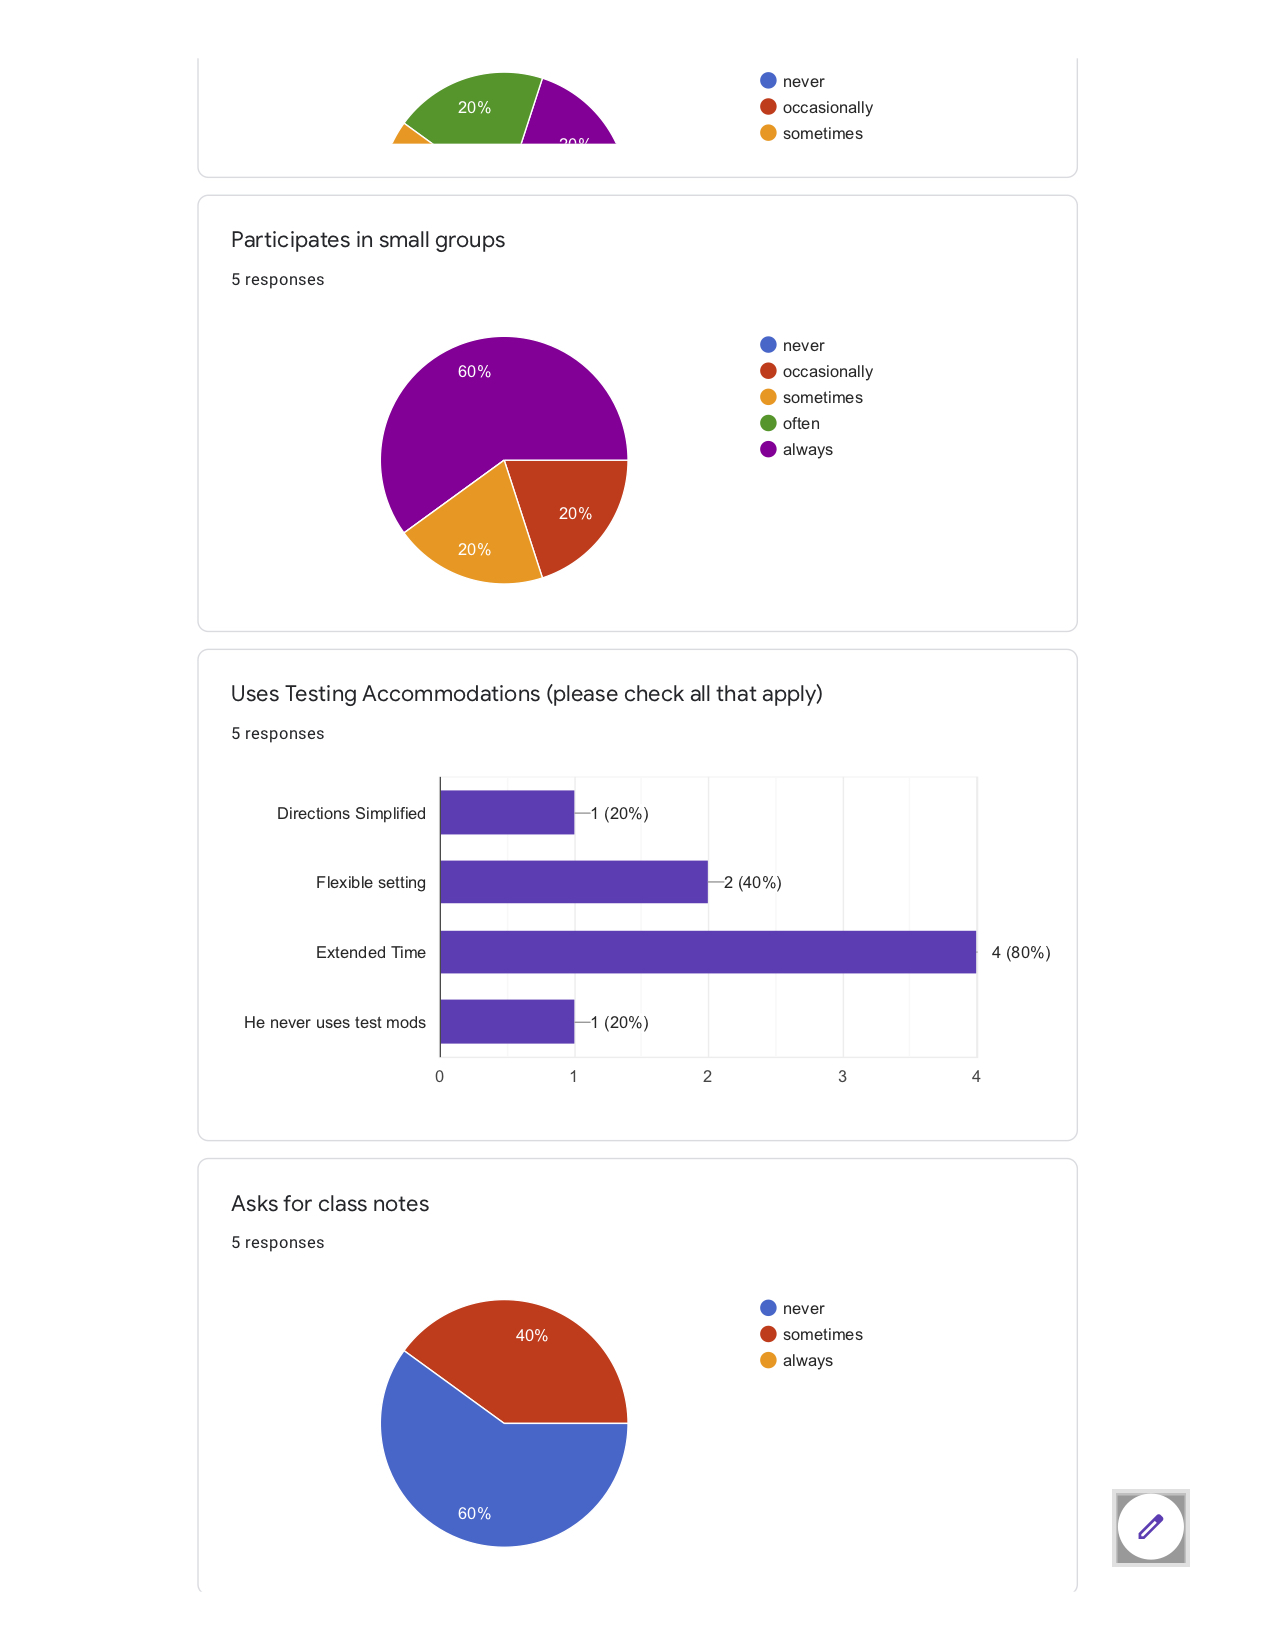 20%
20%
never
occasionally
sometimes
Participates in small groups
5 responses
60%
20%
20%
never
occasionally
sometimes
often
always
Uses Testing Accommodations (please check all that apply)
5 responses
Directions Simplified
1 (20%)
Flexible setting
2 (40%)
Extended Time
4 (80%)
He never uses test mods
1 (20%)
0 1 2 3 4
Asks for class notes
5 responses
40%
60%
never
sometimes
always